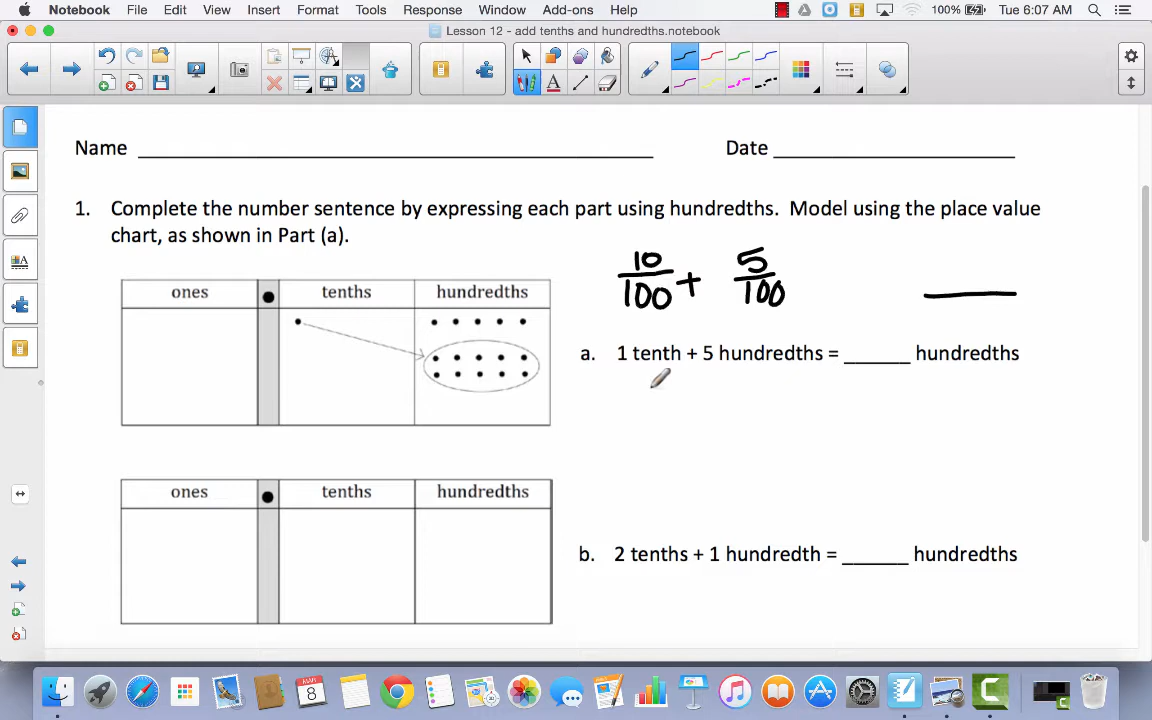 Notebook File Edit View Insert Format Tools Response Window Add-ons Help 100% Tue 6:07 AM
Lesson 12 - add tenths and hundredths.notebook
Name Date
1. Complete the number sentence by expressing each part using hundredths. Model using the place value
chart, as shown in Part (a).
10/100 + 5/100
ones • tenths hundredths
a. 1 tenth + 5 hundredths = ______ hundredths
ones • tenths hundredths
b. 2 tenths + 1 hundredth = ______ hundredths
MAR
8